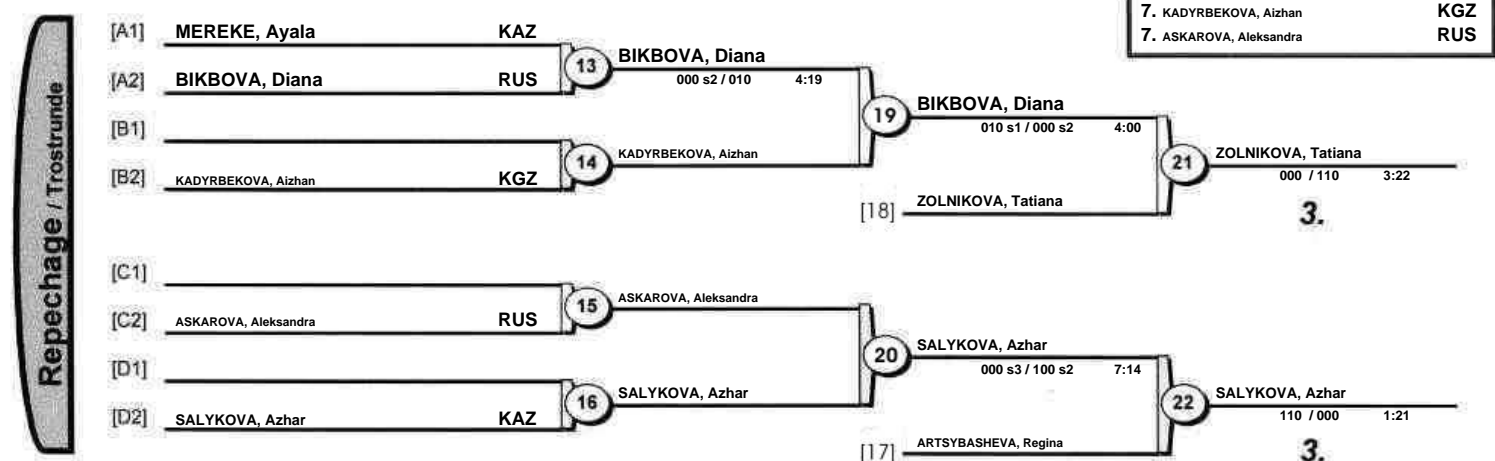 7. KADYRBEKOVA, Aizhan KGZ
7. ASKAROVA, Aleksandra RUS
Repechage / Trostrunde
[A1] MEREKE, Ayala KAZ
13 BIKBOVA, Diana
000 s2 / 010 4:19
[A2] BIKBOVA, Diana RUS
19 BIKBOVA, Diana
010 s1 / 000 s2 4:00
[B1]
14 KADYRBEKOVA, Aizhan
[B2] KADYRBEKOVA, Aizhan KGZ
21 ZOLNIKOVA, Tatiana
000 / 110 3:22
[18] ZOLNIKOVA, Tatiana
3.
[C1]
15 ASKAROVA, Aleksandra
[C2] ASKAROVA, Aleksandra RUS
20 SALYKOVA, Azhar
000 s3 / 100 s2 7:14
[D1]
16 SALYKOVA, Azhar
[D2] SALYKOVA, Azhar KAZ
22 SALYKOVA, Azhar
110 / 000 1:21
[17] ARTSYBASHEVA, Regina
3.